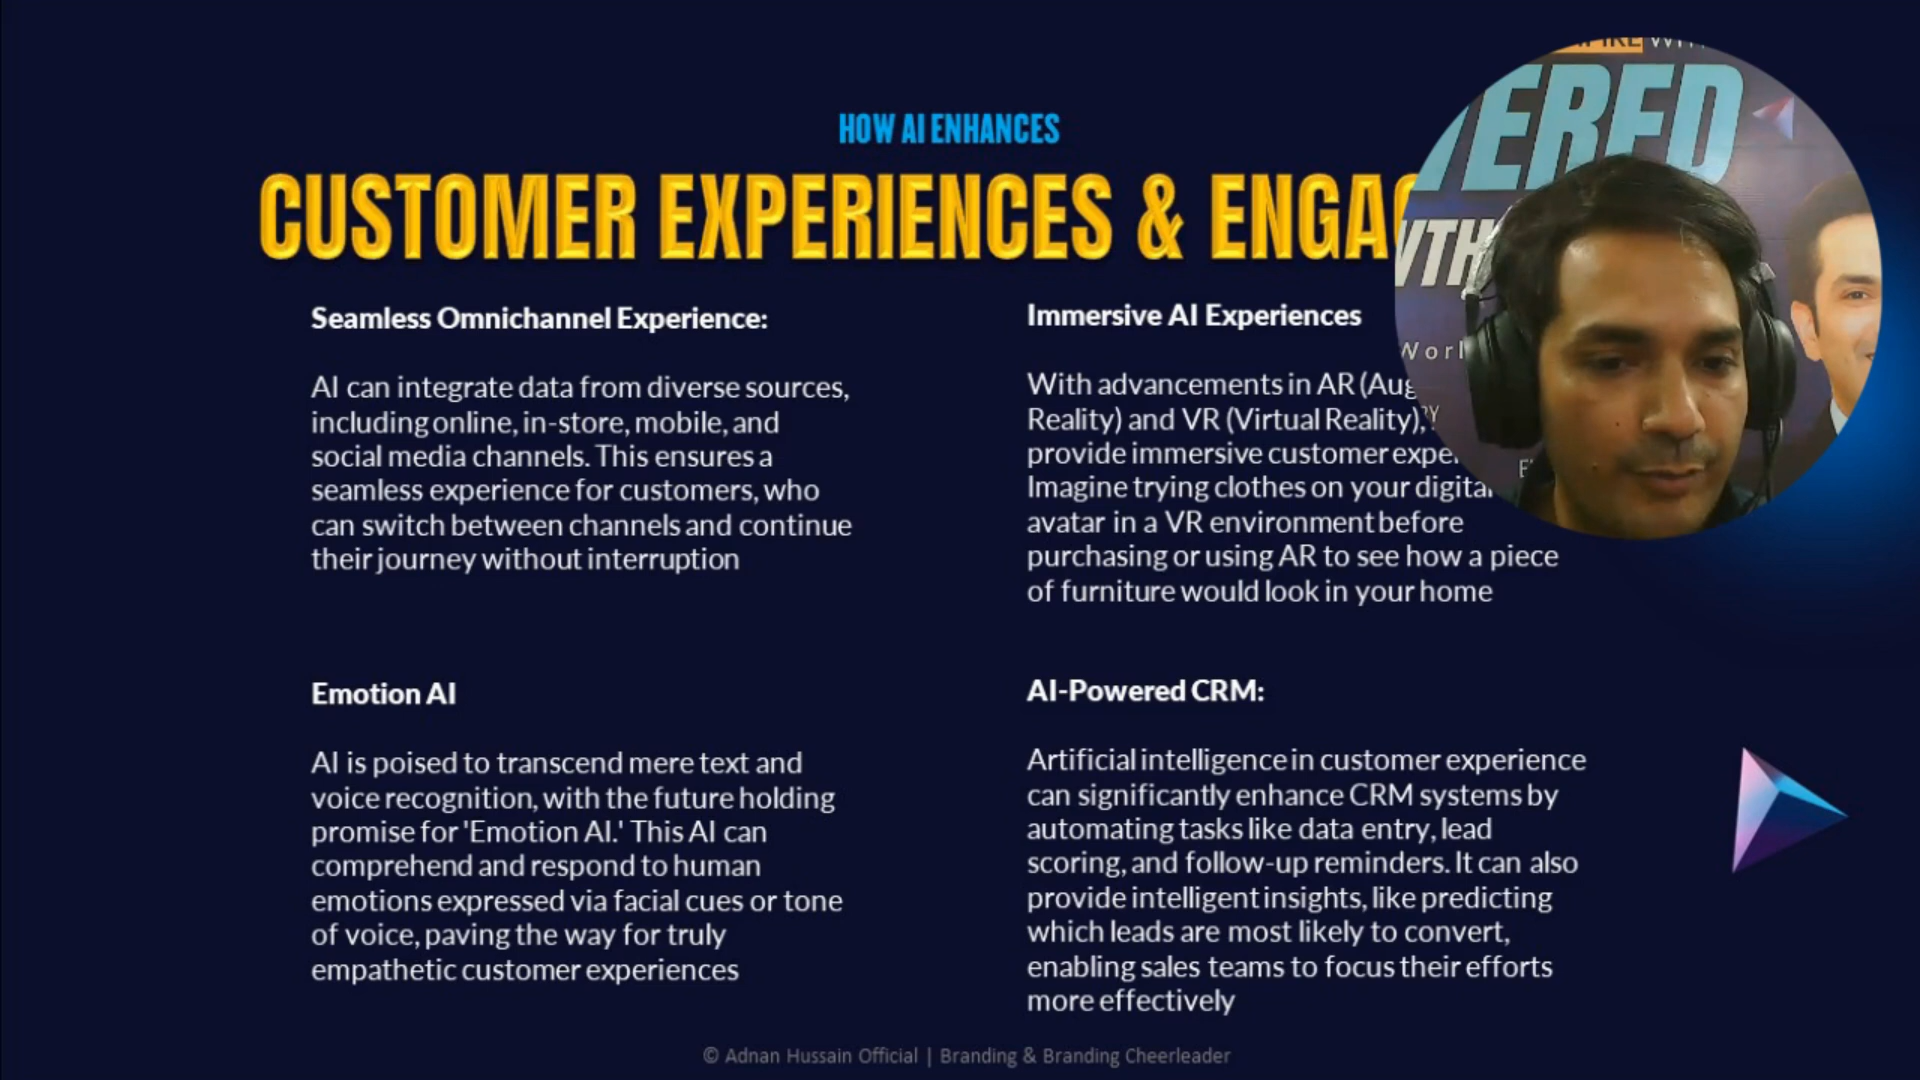 HOW AI ENHANCES
CUSTOMER EXPERIENCES &
Seamless Omnichannel Experience:
AI can integrate data from diverse sources,
including online, in-store, mobile, and
social media channels. This ensures a
seamless experience for customers, who
can switch between channels and continue
their journey without interruption
Immersive AI Experiences
With advancements in AR
Reality) and VR (Virtual Reality),
provide immersive customer
Imagine trying clothes on your digital
avatar in a VR environment before
purchasing or using AR to see how a piece
of furniture would look in your home
Emotion AI
AI is poised to transcend mere text and
voice recognition, with the future holding
promise for 'Emotion AI.' This AI can
comprehend and respond to human
emotions expressed via facial cues or tone
of voice, paving the way for truly
empathetic customer experiences
AI-Powered CRM:
Artificial intelligence in customer experience
can significantly enhance CRM systems by
automating tasks like data entry, lead
scoring, and follow-up reminders. It can also
provide intelligent insights, like predicting
which leads are most likely to convert,
enabling sales teams to focus their efforts
more effectively
© Adnan Hussain Official | Branding & Branding Cheerleader